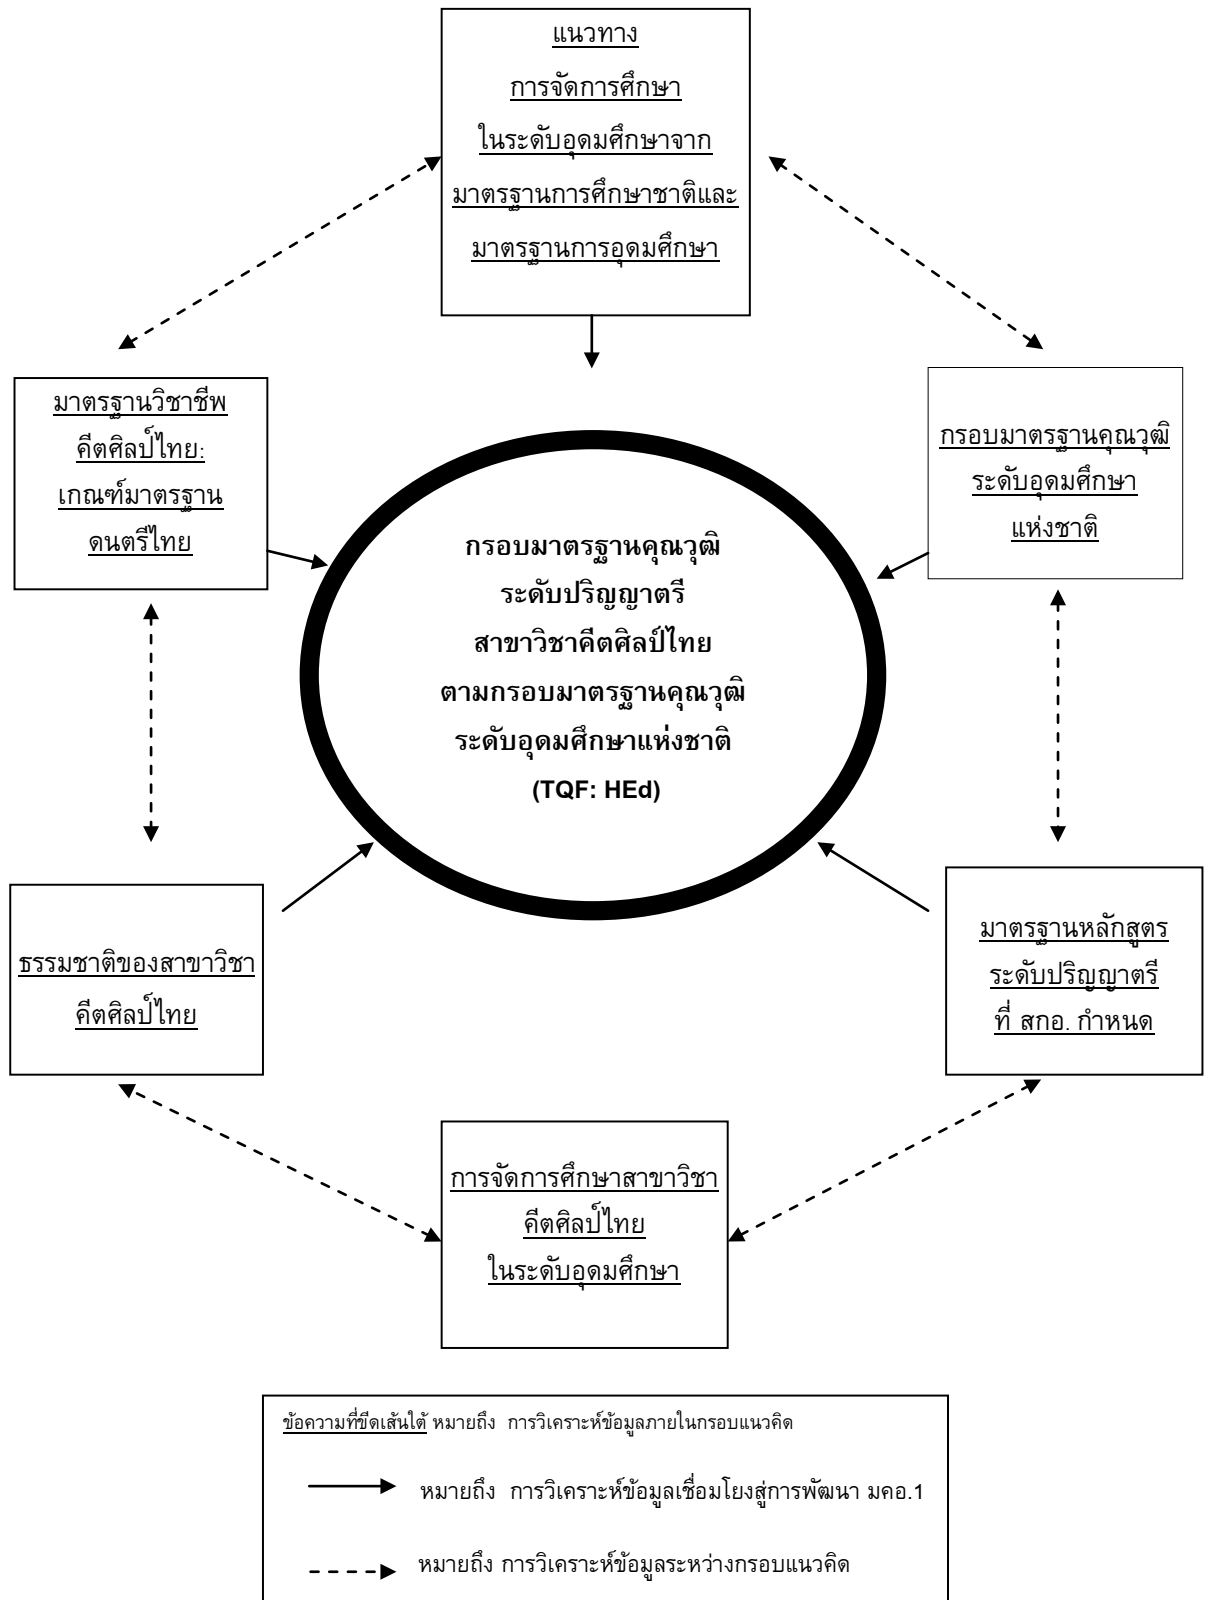 แนวทาง
การจัดการศึกษา
ในระดับอุดมศึกษาจาก
มาตรฐานการศึกษาชาติและ
มาตรฐานการอุดมศึกษา
มาตรฐานวิชาชีพ
คีตศิลป์ไทย:
เกณฑ์มาตรฐาน
ดนตรีไทย
กรอบมาตรฐานคุณวุฒิ
ระดับอุดมศึกษา
แห่งชาติ
กรอบมาตรฐานคุณวุฒิ
ระดับปริญญาตรี
สาขาวิชาคีตศิลป์ไทย
ตามกรอบมาตรฐานคุณวุฒิ
ระดับอุดมศึกษาแห่งชาติ
(TQF: HEd)
ธรรมชาติของสาขาวิชา
คีตศิลป์ไทย
มาตรฐานหลักสูตร
ระดับปริญญาตรี
ที่ สกอ. กำหนด
การจัดการศึกษาสาขาวิชา
คีตศิลป์ไทย
ในระดับอุดมศึกษา
ข้อความที่ขีดเส้นใต้ หมายถึง การวิเคราะห์ข้อมูลภายในกรอบแนวคิด
หมายถึง การวิเคราะห์ข้อมูลเชื่อมโยงสู่การพัฒนา มคอ.1
หมายถึง การวิเคราะห์ข้อมูลระหว่างกรอบแนวคิด